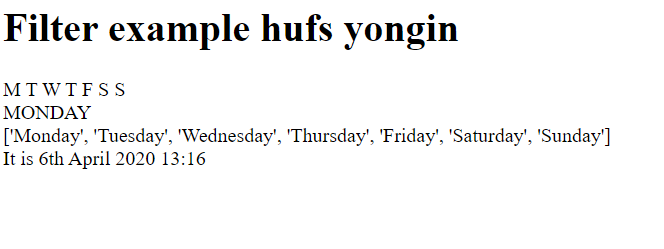 Filter example hufs yongin
M T W T F S S
MONDAY
['Monday', 'Tuesday', 'Wednesday', 'Thursday', 'Friday', 'Saturday', 'Sunday']
It is 6th April 2020 13:16